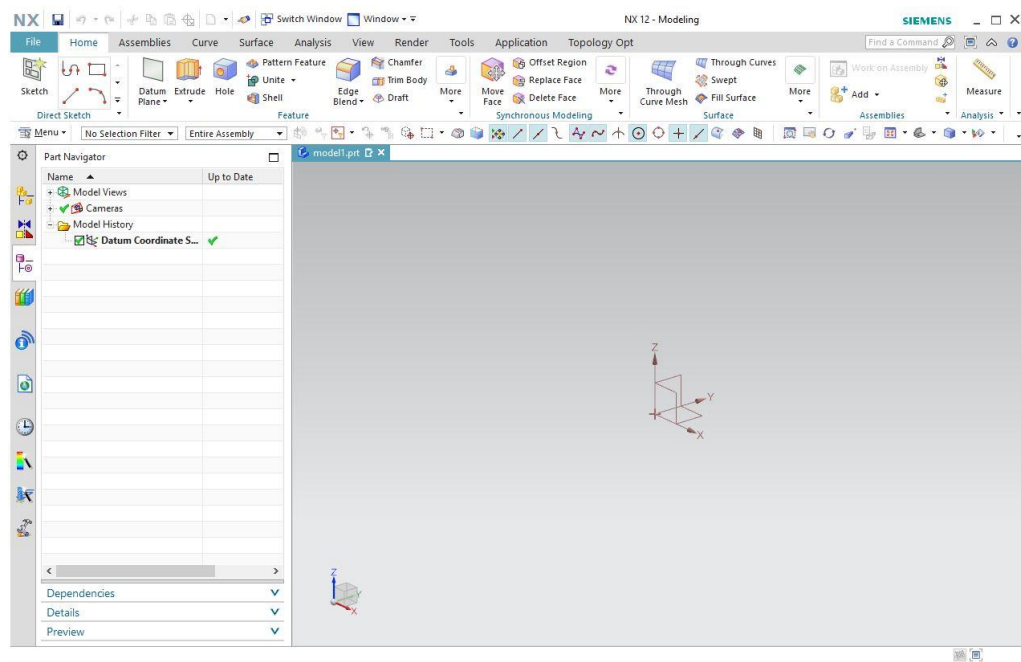 NX Switch Window Window NX 12 - Modeling SIEMENS
File Home Assemblies Curve Surface Analysis View Render Tools Application Topology Opt Find a Command
Sketch
Datum Plane
Extrude
Hole
Pattern Feature
Unite
Shell
Edge Blend
Chamfer
Trim Body
Draft
More
Move Face
Offset Region
Replace Face
Delete Face
More
Through Curve Mesh
Through Curves
Swept
Fill Surface
More
Work on Assembly
Add
Measure
Direct Sketch Feature Synchronous Modeling Surface Assemblies Analysis
Menu No Selection Filter Entire Assembly
Part Navigator model1.prt
Name Up to Date
Model Views
Cameras
Model History
Datum Coordinate S...
Z
Y
X
Z
Y
X
Dependencies
Details
Preview